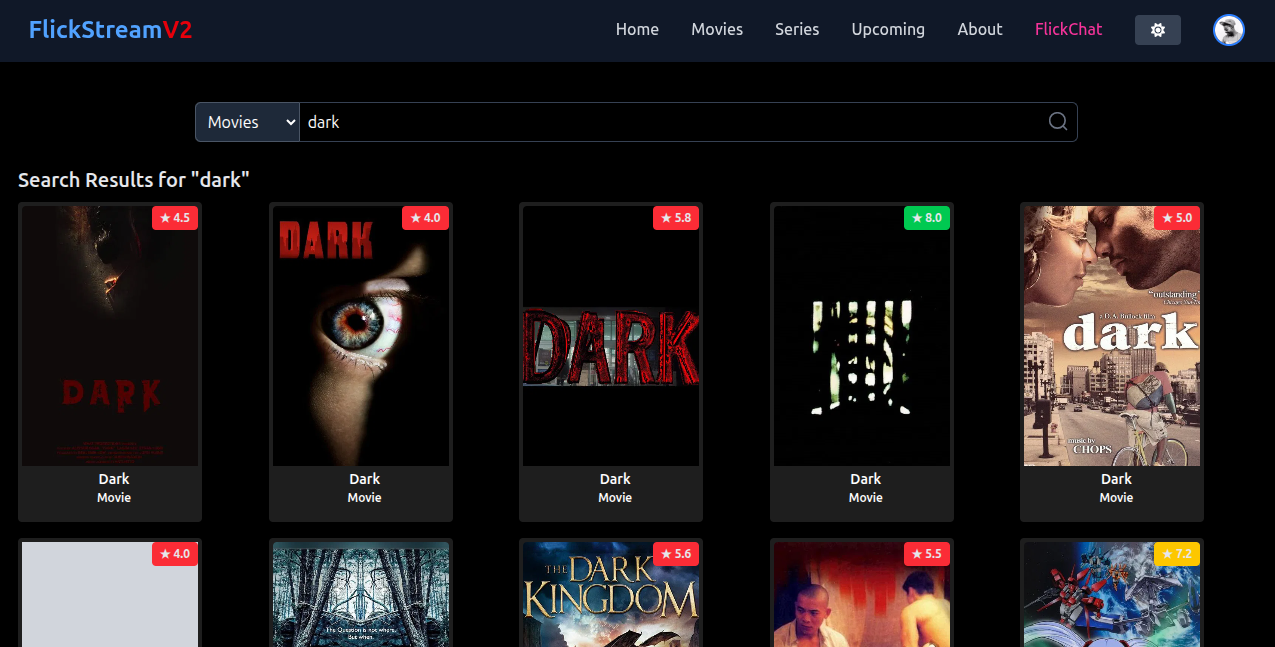 FlickStreamV2
Home Movies Series Upcoming About FlickChat
Movies dark
Search Results for "dark"
★ 4.5
DARK
Dark
Movie
★ 4.0
DARK
Dark
Movie
★ 5.8
DARK
Dark
Movie
★ 8.0
Dark
Movie
★ 5.0
"outstanding"
dark
music by
CHOPS
Dark
Movie
★ 4.0
The Question is not where.
But when.
★ 5.6
THE DARK
KINGDOM
★ 5.5
★ 7.2